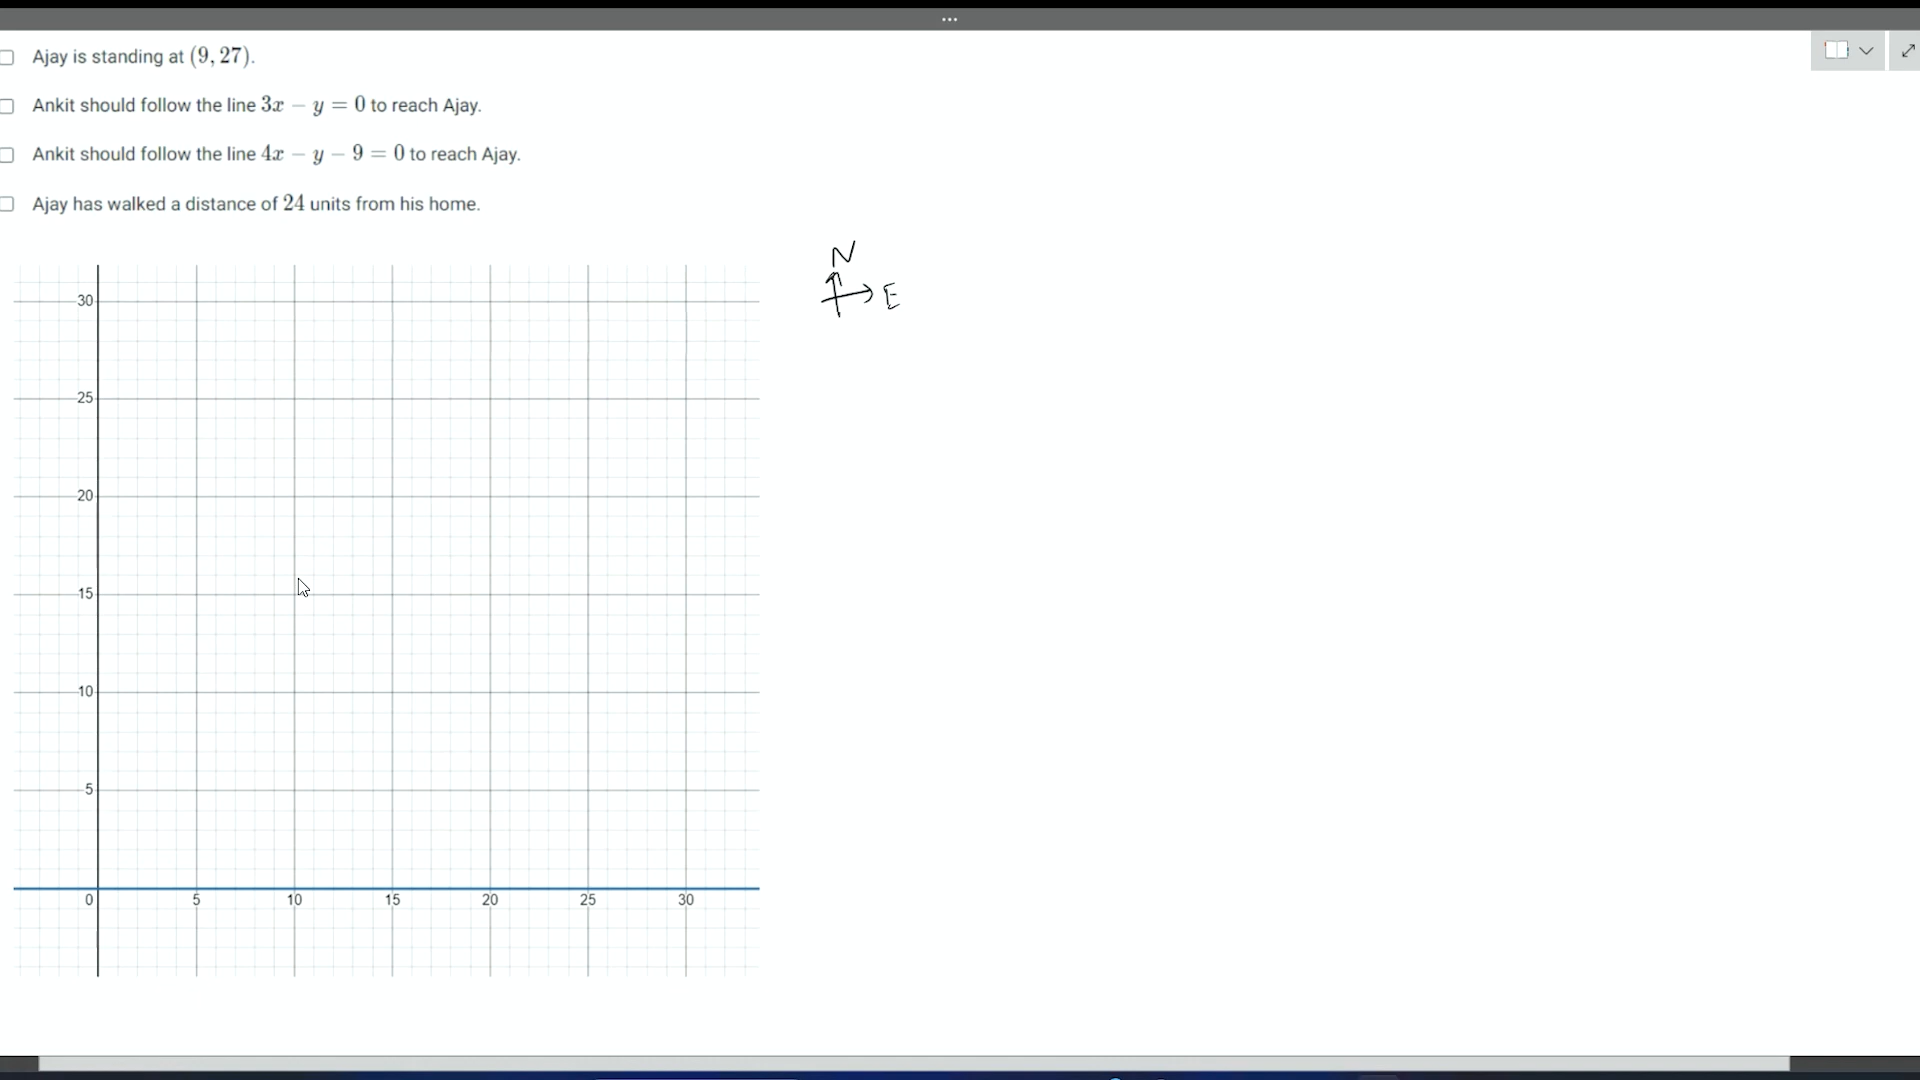 ...
Ajay is standing at (9, 27).
Ankit should follow the line 3x − y = 0 to reach Ajay.
Ankit should follow the line 4x − y − 9 = 0 to reach Ajay.
Ajay has walked a distance of 24 units from his home.
N
E
30
25
20
15
10
5
0 5 10 15 20 25 30